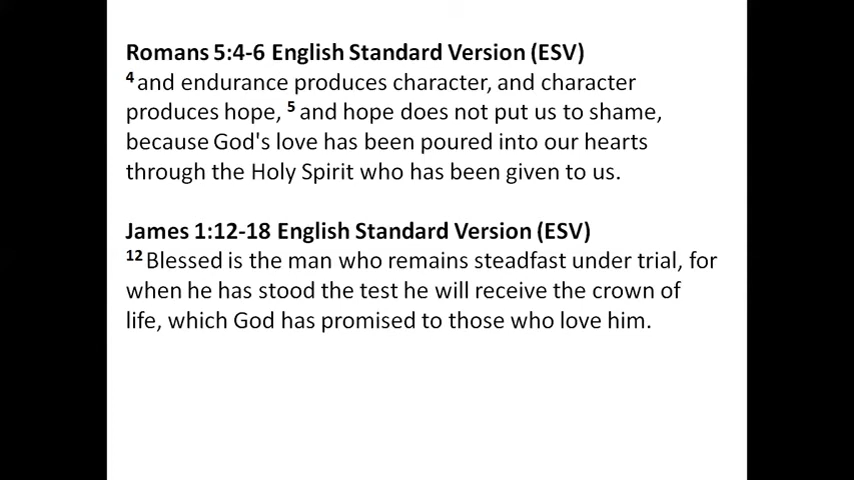 Romans 5:4-6 English Standard Version (ESV)
4 and endurance produces character, and character
produces hope, 5 and hope does not put us to shame,
because God's love has been poured into our hearts
through the Holy Spirit who has been given to us.
James 1:12-18 English Standard Version (ESV)
12 Blessed is the man who remains steadfast under trial, for
when he has stood the test he will receive the crown of
life, which God has promised to those who love him.